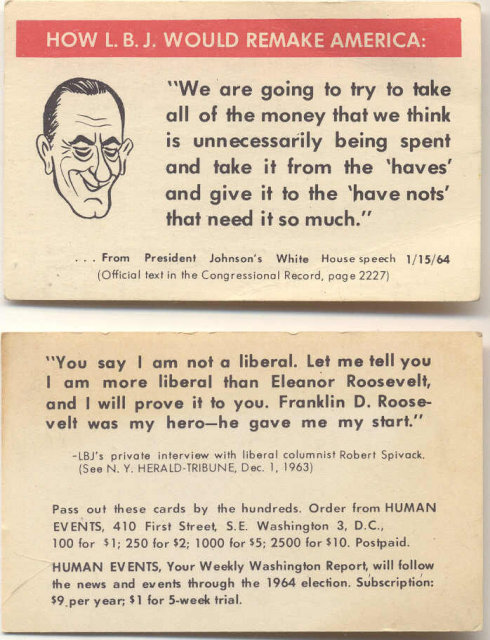 HOW L. B. J. WOULD REMAKE AMERICA:
"We are going to try to take
all of the money that we think
is unnecessarily being spent
and take it from the 'haves'
and give it to the 'have nots'
that need it so much."
... From President Johnson's White House speech 1/15/64
(Official text in the Congressional Record, page 2227)
"You say I am not a liberal. Let me tell you
I am more liberal than Eleanor Roosevelt,
and I will prove it to you. Franklin D. Roose-
velt was my hero—he gave me my start."
-LBJ's private interview with liberal columnist Robert Spivack.
(See N. Y. HERALD-TRIBUNE, Dec. 1, 1963)
Pass out these cards by the hundreds. Order from HUMAN
EVENTS, 410 First Street, S.E. Washington 3, D.C.,
100 for $1; 250 for $2; 1000 for $5; 2500 for $10. Postpaid.
HUMAN EVENTS, Your Weekly Washington Report, will follow
the news and events through the 1964 election. Subscription:
$9 per year; $1 for 5-week trial.